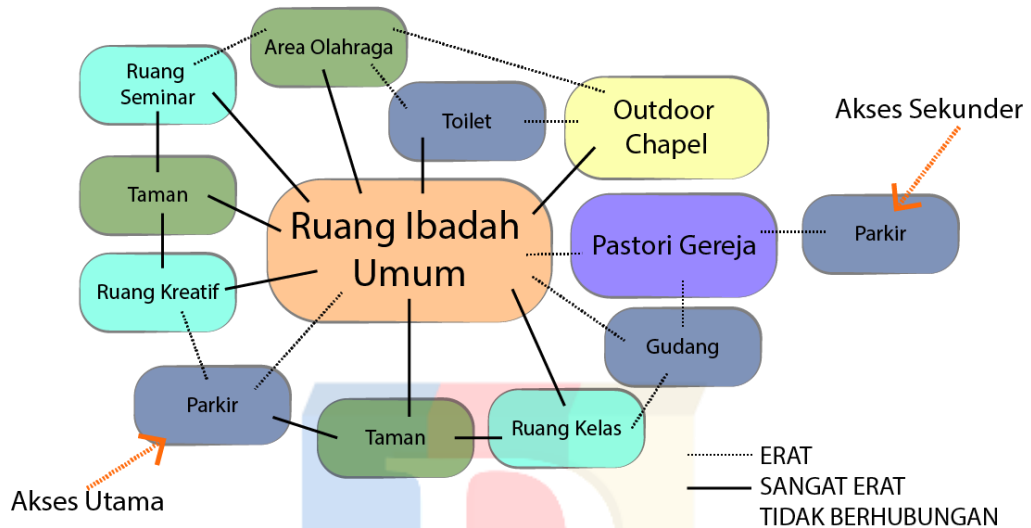 Area Olahraga
Ruang
Seminar
Toilet
Outdoor
Chapel
Akses Sekunder
Taman
Ruang Ibadah
Umum
Pastori Gereja
Parkir
Ruang Kreatif
Gudang
Parkir
Taman
Ruang Kelas
Akses Utama
ERAT
SANGAT ERAT
TIDAK BERHUBUNGAN